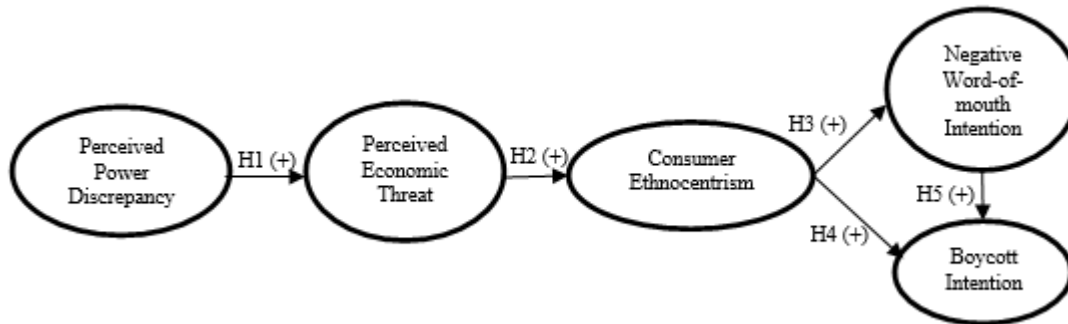 Perceived
Power
Discrepancy
H1 (+)
Perceived
Economic
Threat
H2 (+)
Consumer
Ethnocentrism
H3 (+)
H4 (+)
Negative
Word-of-
mouth
Intention
H5 (+)
Boycott
Intention